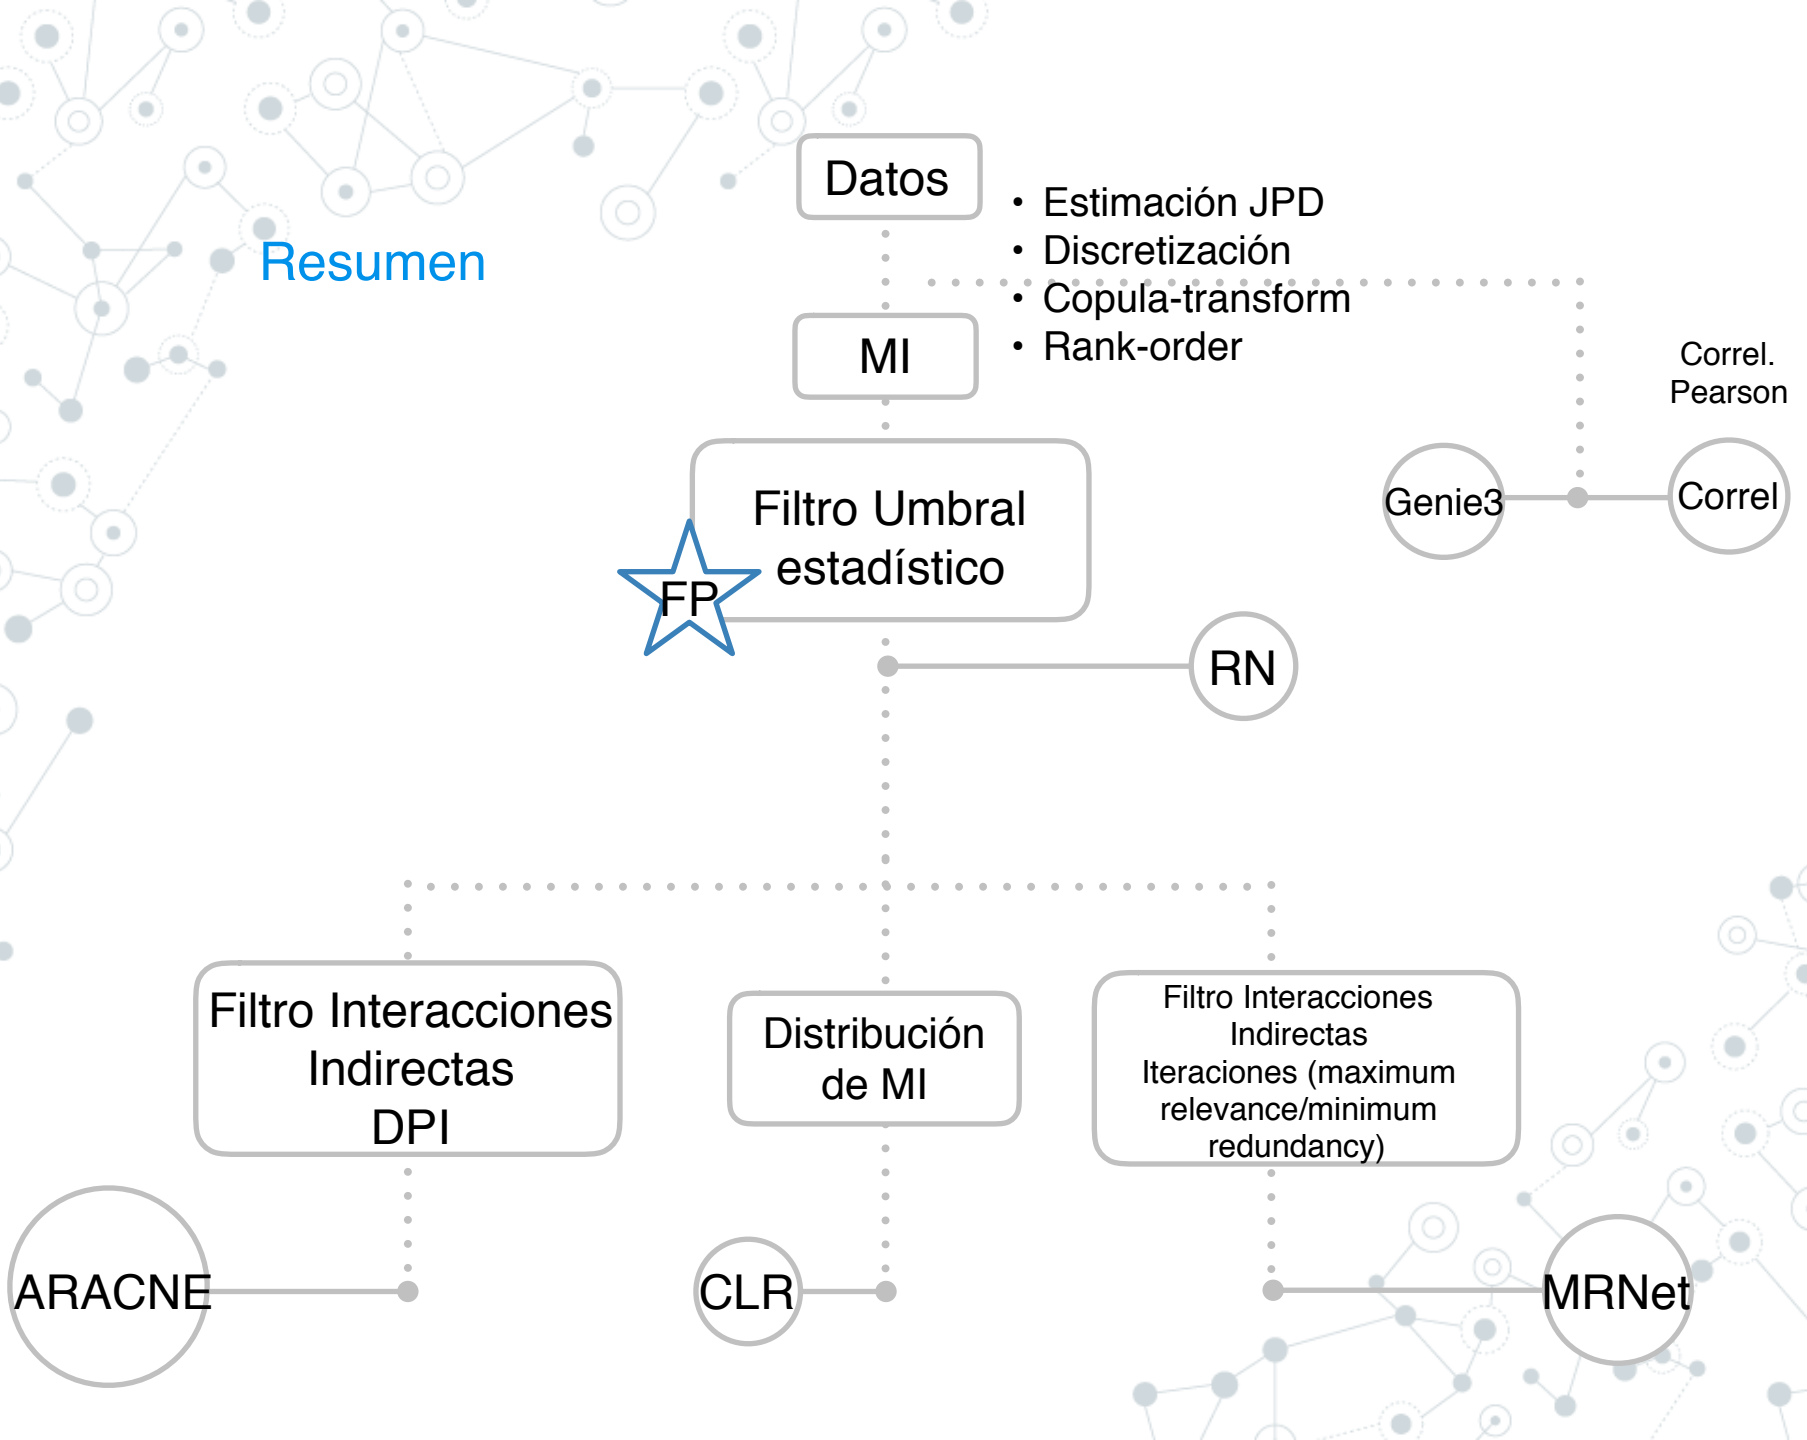 Resumen
Datos
• Estimación JPD
• Discretización
• Copula-transform
• Rank-order
MI
Correl.
Pearson
Genie3
Correl
Filtro Umbral
estadístico
FP
RN
Filtro Interacciones
Indirectas
DPI
Distribución
de MI
Filtro Interacciones
Indirectas
Iteraciones (maximum
relevance/minimum
redundancy)
ARACNE
CLR
MRNet